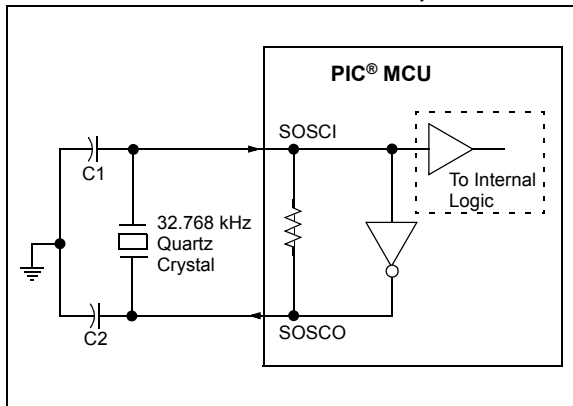 PIC® MCU
SOSCI
C1
To Internal
Logic
32.768 kHz
Quartz
Crystal
SOSCO
C2